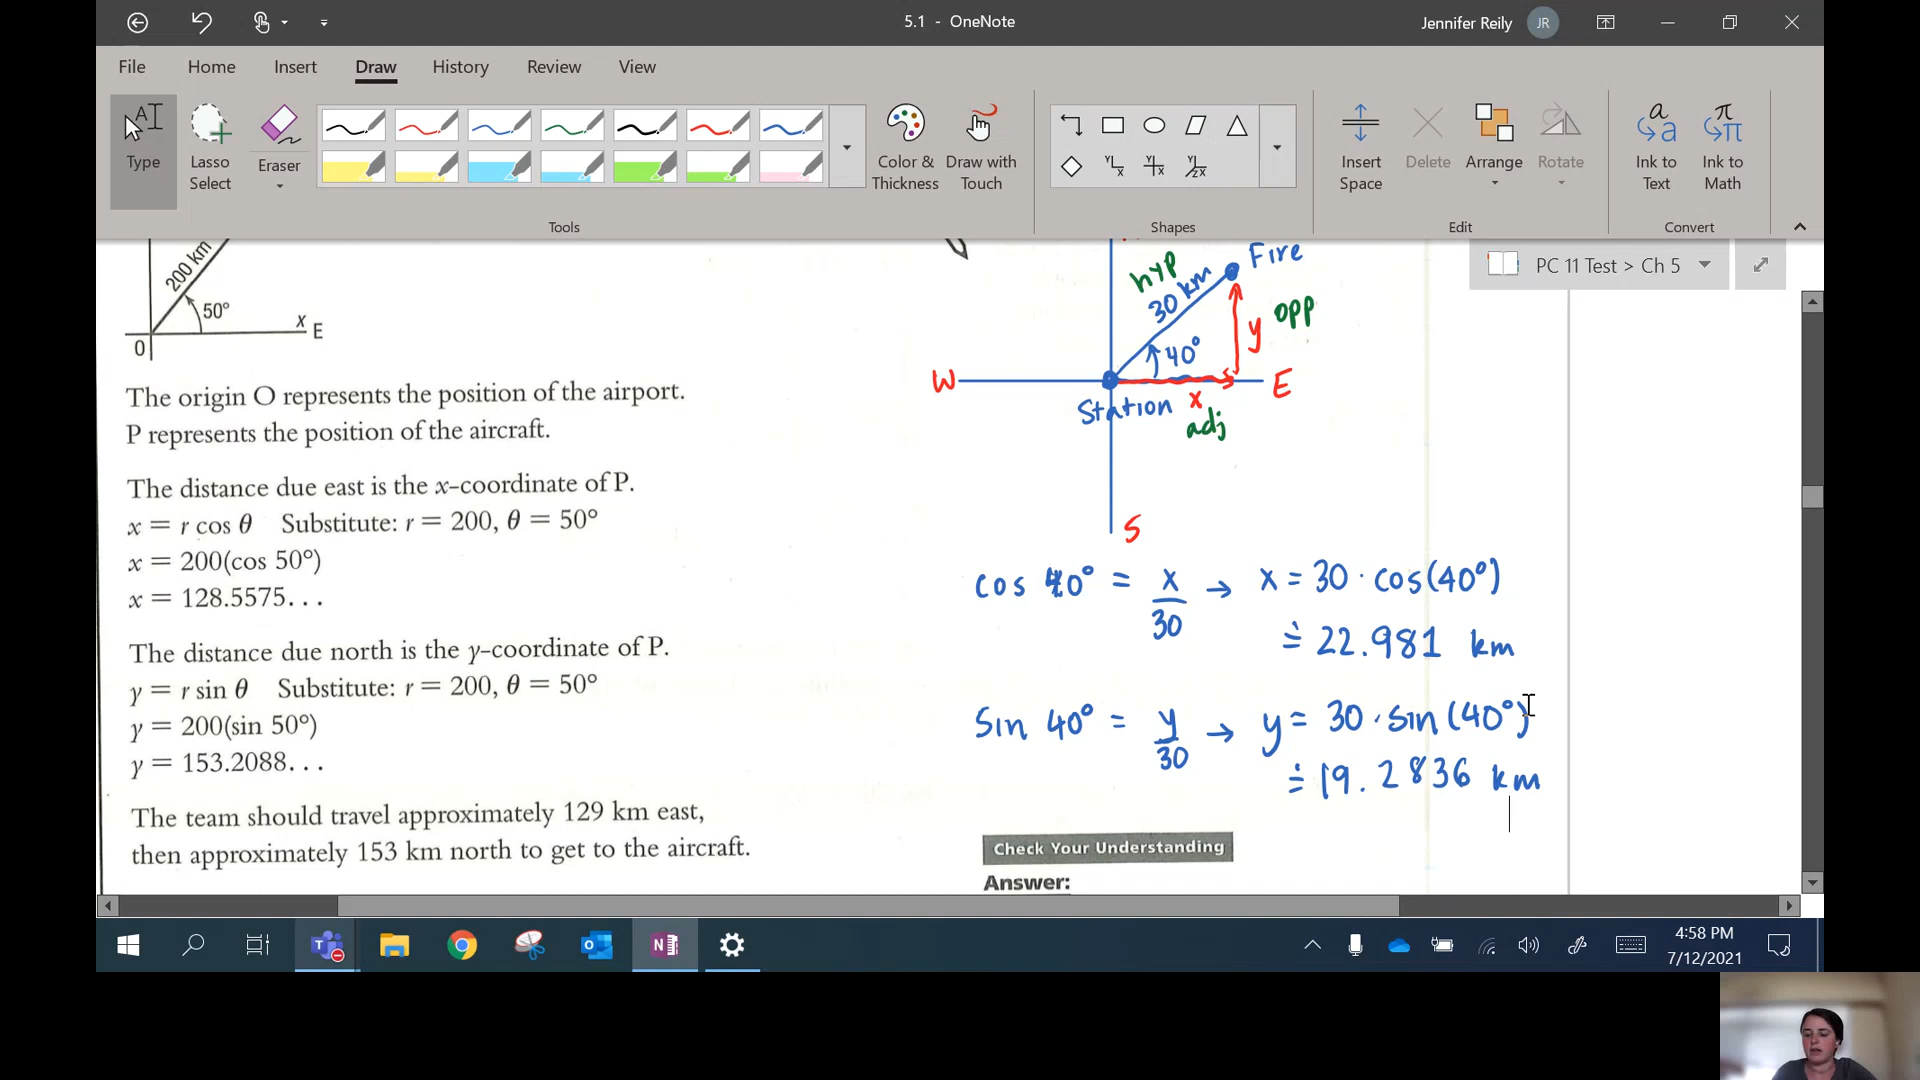 5.1 - OneNote
Jennifer Reily JR
File Home Insert Draw History Review View
Type
Lasso Select
Eraser
Color & Thickness
Draw with Touch
Insert Space
Delete
Arrange
Rotate
Ink to Text
Ink to Math
Tools
Shapes
Edit
Convert
PC 11 Test > Ch 5
200 km
50°
x E
0
The origin O represents the position of the airport.
P represents the position of the aircraft.
The distance due east is the x-coordinate of P.
x = r cos θ Substitute: r = 200, θ = 50°
x = 200(cos 50°)
x = 128.5575. . .
The distance due north is the y-coordinate of P.
y = r sin θ Substitute: r = 200, θ = 50°
y = 200(sin 50°)
y = 153.2088. . .
The team should travel approximately 129 km east,
then approximately 153 km north to get to the aircraft.
Fire
hyp
30 km
opp
y
40°
W
E
Station
x
adj
S
cos 40° = x/30 → x = 30 · cos(40°)
≐ 22.981 km
Sin 40° = y/30 → y = 30 · sin(40°)
≐ 19.2836 km
Check Your Understanding
Answer:
4:58 PM
7/12/2021